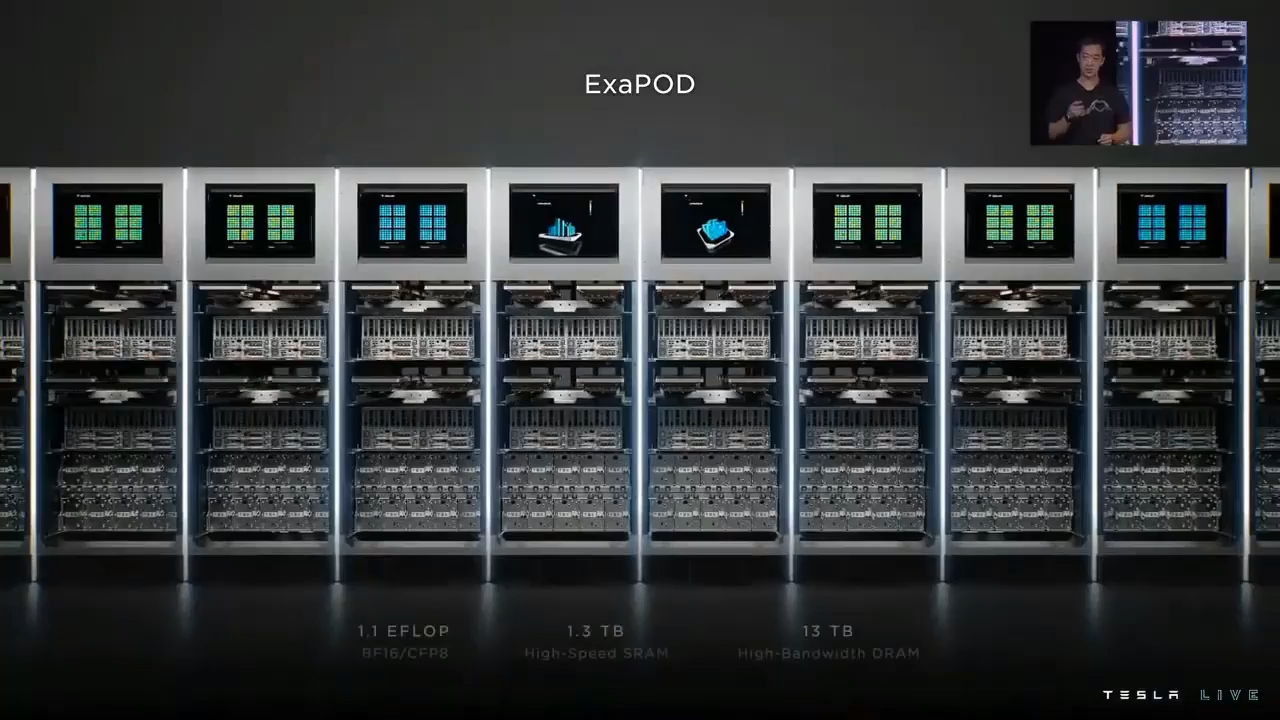 ExaPOD
1.1 EFLOP
BF16/CFP8
1.3 TB
High-Speed SRAM
13 TB
High-Bandwidth DRAM
TESLA LIVE